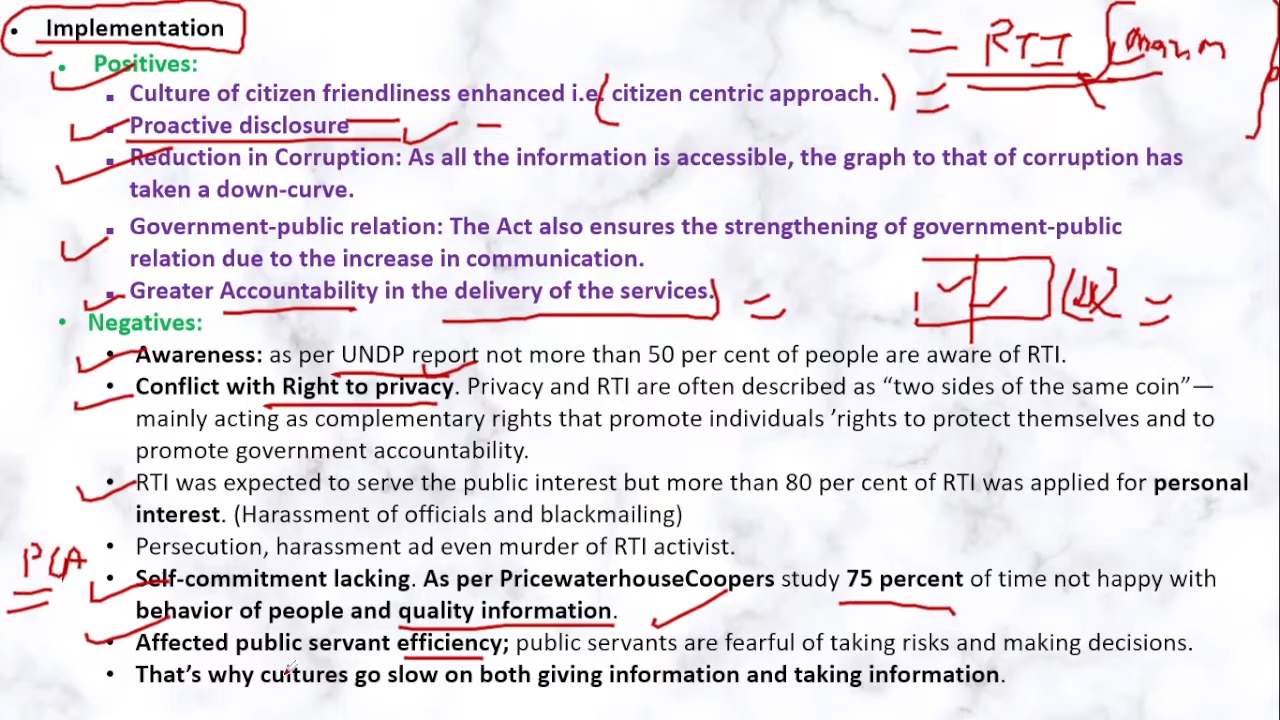 • Implementation
= RTI
• Positives:
▪ Culture of citizen friendliness enhanced i.e. citizen centric approach.
▪ Proactive disclosure
▪ Reduction in Corruption: As all the information is accessible, the graph to that of corruption has
taken a down-curve.
▪ Government-public relation: The Act also ensures the strengthening of government-public
relation due to the increase in communication.
▪ Greater Accountability in the delivery of the services.
• Negatives:
• Awareness: as per UNDP report not more than 50 per cent of people are aware of RTI.
• Conflict with Right to privacy. Privacy and RTI are often described as “two sides of the same coin”—
mainly acting as complementary rights that promote individuals ’rights to protect themselves and to
promote government accountability.
• RTI was expected to serve the public interest but more than 80 per cent of RTI was applied for personal
interest. (Harassment of officials and blackmailing)
• Persecution, harassment ad even murder of RTI activist.
PCA
• Self-commitment lacking. As per PricewaterhouseCoopers study 75 percent of time not happy with
behavior of people and quality information.
• Affected public servant efficiency; public servants are fearful of taking risks and making decisions.
• That’s why cultures go slow on both giving information and taking information.